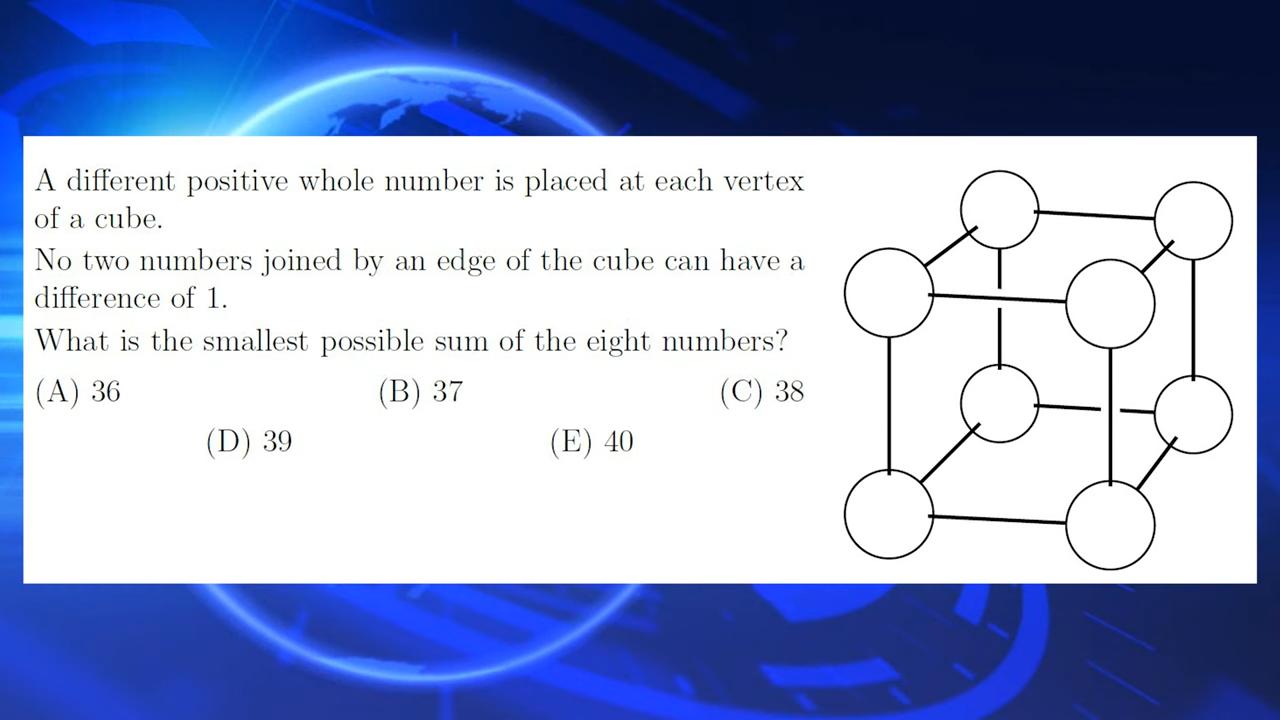 A different positive whole number is placed at each vertex
of a cube.
No two numbers joined by an edge of the cube can have a
difference of 1.
What is the smallest possible sum of the eight numbers?
(A) 36 (B) 37 (C) 38
(D) 39 (E) 40